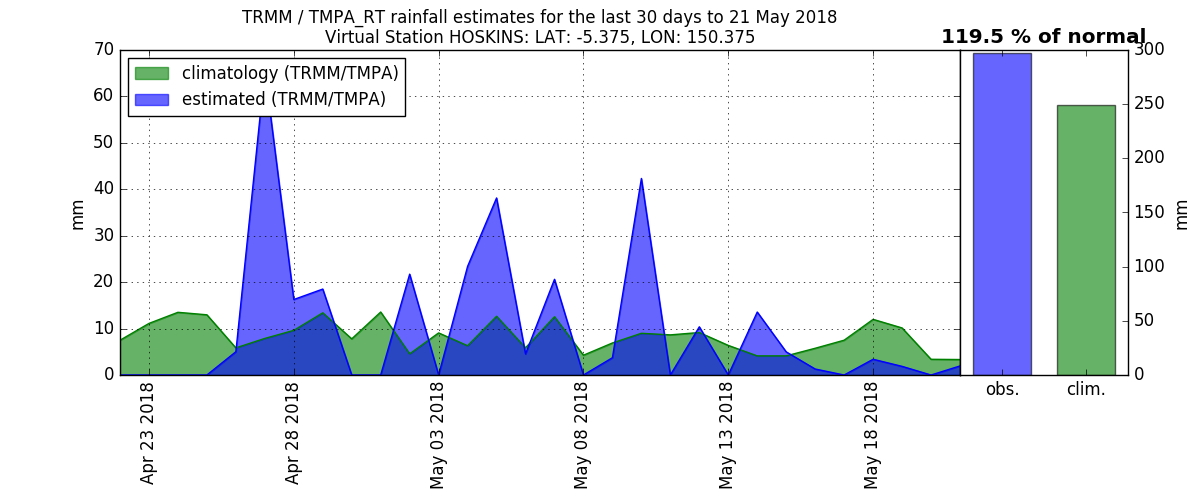 TRMM / TMPA_RT rainfall estimates for the last 30 days to 21 May 2018
Virtual Station HOSKINS: LAT: -5.375, LON: 150.375
119.5 % of normal
climatology (TRMM/TMPA)
estimated (TRMM/TMPA)
70
60
50
40
30
20
10
0
mm
Apr 23 2018
Apr 28 2018
May 03 2018
May 08 2018
May 13 2018
May 18 2018
300
250
200
150
100
50
0
mm
obs.
clim.